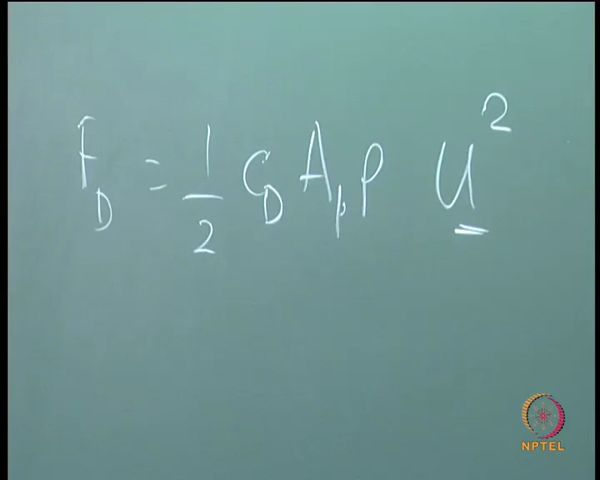 F_D = 1/2 C_D A_p ρ U^2
NPTEL